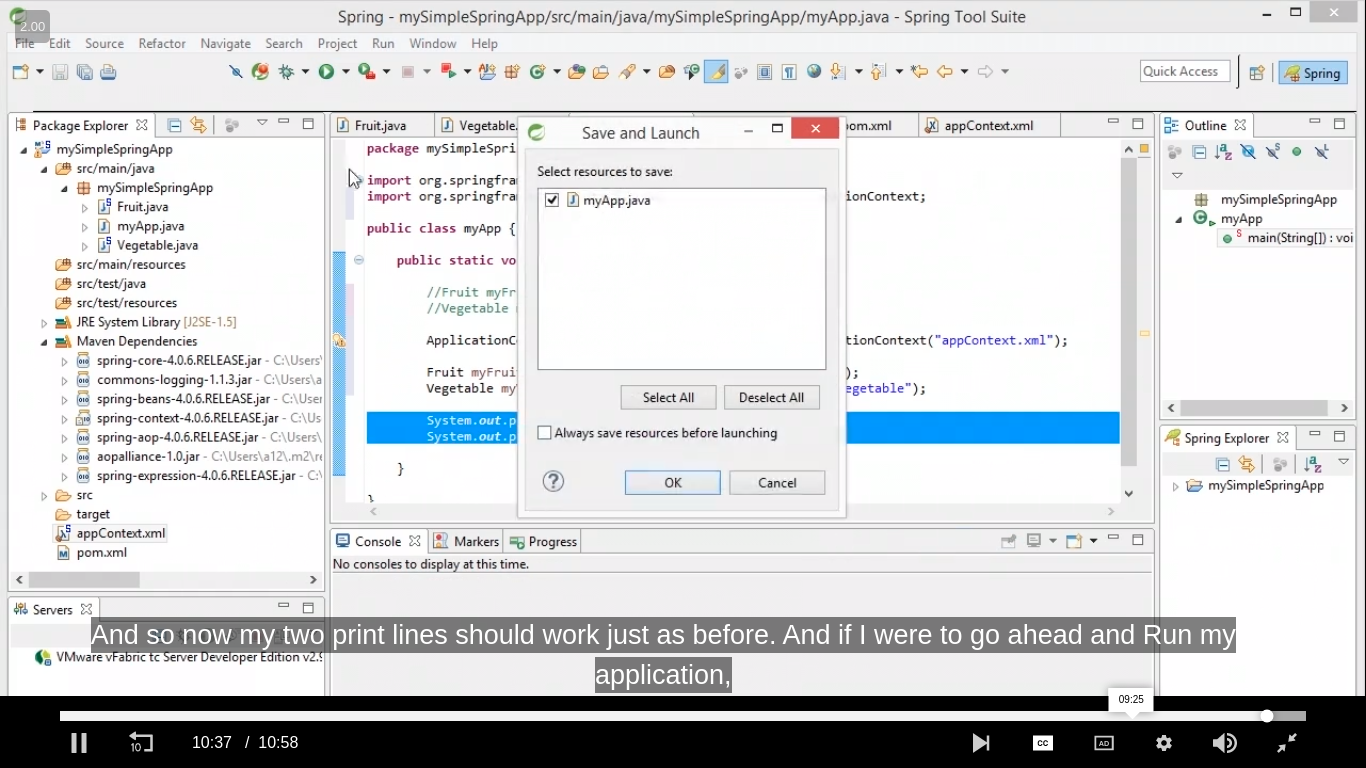 2.00
Spring - mySimpleSpringApp/src/main/java/mySimpleSpringApp/myApp.java - Spring Tool Suite
File Edit Source Refactor Navigate Search Project Run Window Help
Quick Access
Spring
Package Explorer
mySimpleSpringApp
src/main/java
mySimpleSpringApp
Fruit.java
myApp.java
Vegetable.java
src/main/resources
src/test/java
src/test/resources
JRE System Library [J2SE-1.5]
Maven Dependencies
spring-core-4.0.6.RELEASE.jar - C:\Users\
commons-logging-1.1.3.jar - C:\Users\a
spring-beans-4.0.6.RELEASE.jar - C:\Use
spring-context-4.0.6.RELEASE.jar - C:\U
spring-aop-4.0.6.RELEASE.jar - C:\Users
aopalliance-1.0.jar - C:\Users\a12\.m2\re
spring-expression-4.0.6.RELEASE.jar - C
src
target
appContext.xml
pom.xml
Servers
VMware vFabric tc Server Developer Edition v2.9
Fruit.java Vegetable. om.xml appContext.xml
package mySimpleSpri
import org.springfra
import org.springfra ionContext;
public class myApp {
public static vo
//Fruit myFr
//Vegetable
ApplicationC tionContext("appContext.xml");
Fruit myFrui );
Vegetable my egetable");
System.out.p
System.out.p
}
}
Save and Launch
Select resources to save:
myApp.java
Select All Deselect All
Always save resources before launching
OK Cancel
Console Markers Progress
No consoles to display at this time.
Outline
mySimpleSpringApp
myApp
main(String[]) : voi
Spring Explorer
mySimpleSpringApp
And so now my two print lines should work just as before. And if I were to go ahead and Run my
application,
09:25
10
10:37 / 10:58
CC
AD